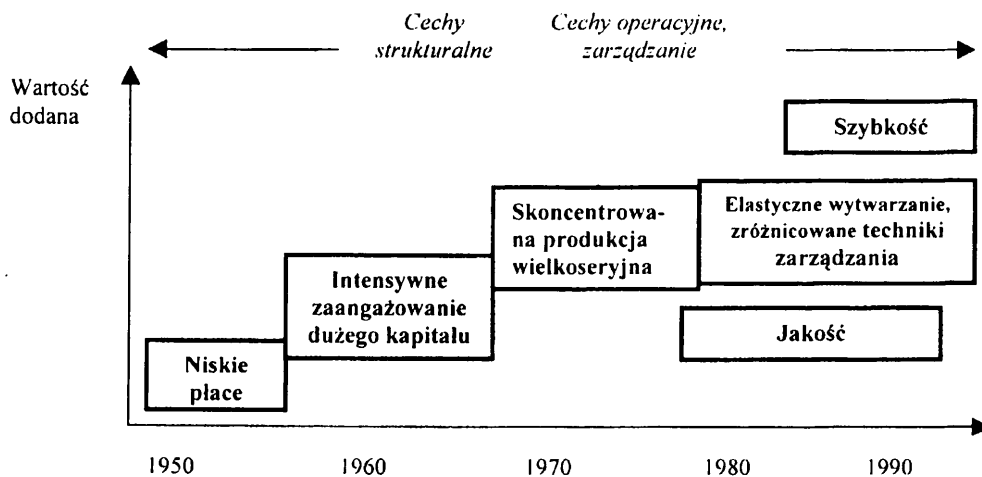 Cechy
strukturalne
Cechy operacyjne,
zarządzanie
Wartość
dodana
Szybkość
Skoncentrowa-
na produkcja
wielkoseryjna
Elastyczne wytwarzanie,
zróżnicowane techniki
zarządzania
Intensywne
zaangażowanie
dużego kapitału
Jakość
Niskie
płace
1950 1960 1970 1980 1990